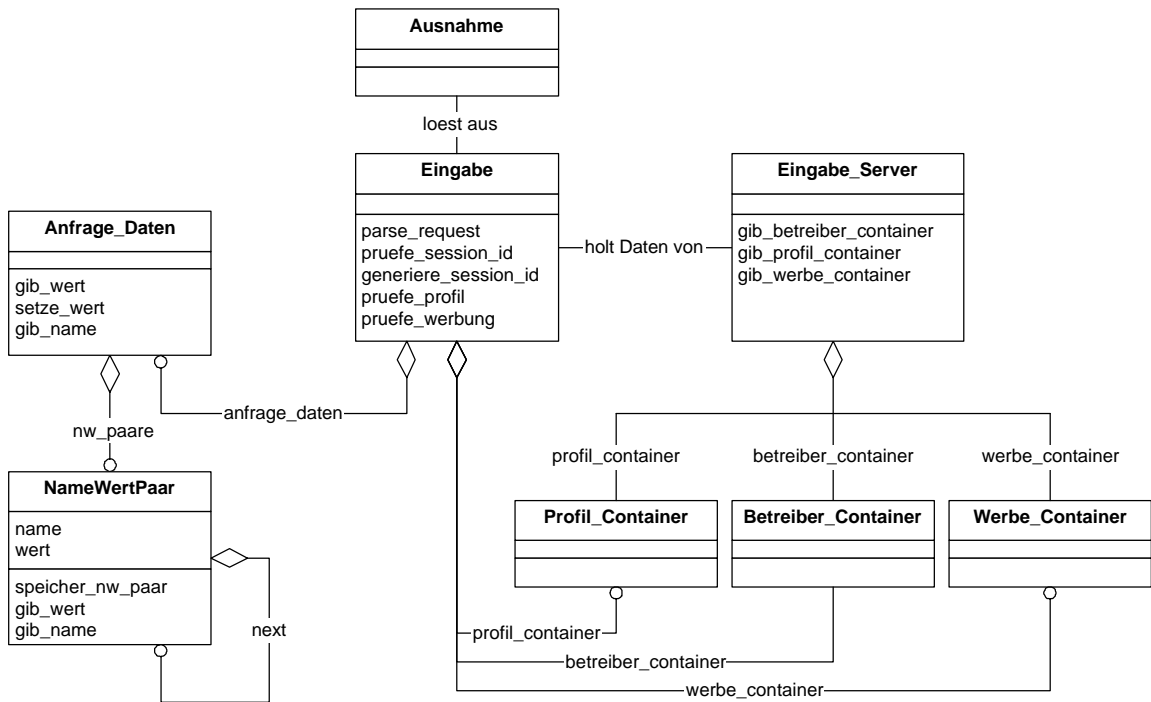 Ausnahme
loest aus
Eingabe
parse_request
pruefe_session_id
generiere_session_id
pruefe_profil
pruefe_werbung
holt Daten von
Eingabe_Server
gib_betreiber_container
gib_profil_container
gib_werbe_container
Anfrage_Daten
gib_wert
setze_wert
gib_name
anfrage_daten
nw_paare
NameWertPaar
name
wert
speicher_nw_paar
gib_wert
gib_name
next
profil_container
betreiber_container
werbe_container
Profil_Container
Betreiber_Container
Werbe_Container
profil_container
betreiber_container
werbe_container